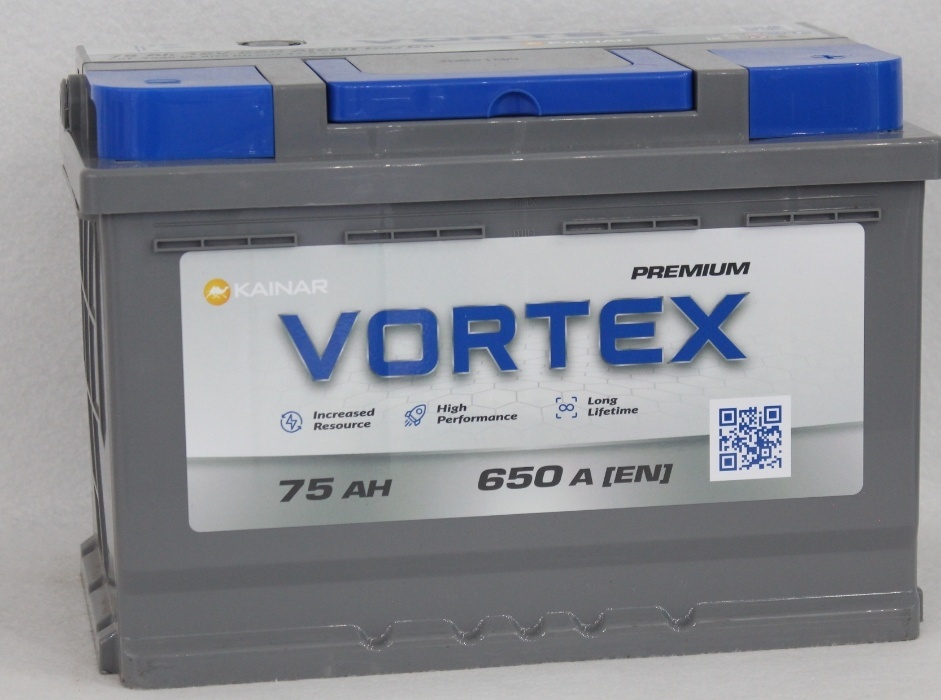 KAINAR
PREMIUM
VORTEX
Increased
Resource
High
Performance
Long
Lifetime
75 AH
650 A [EN]